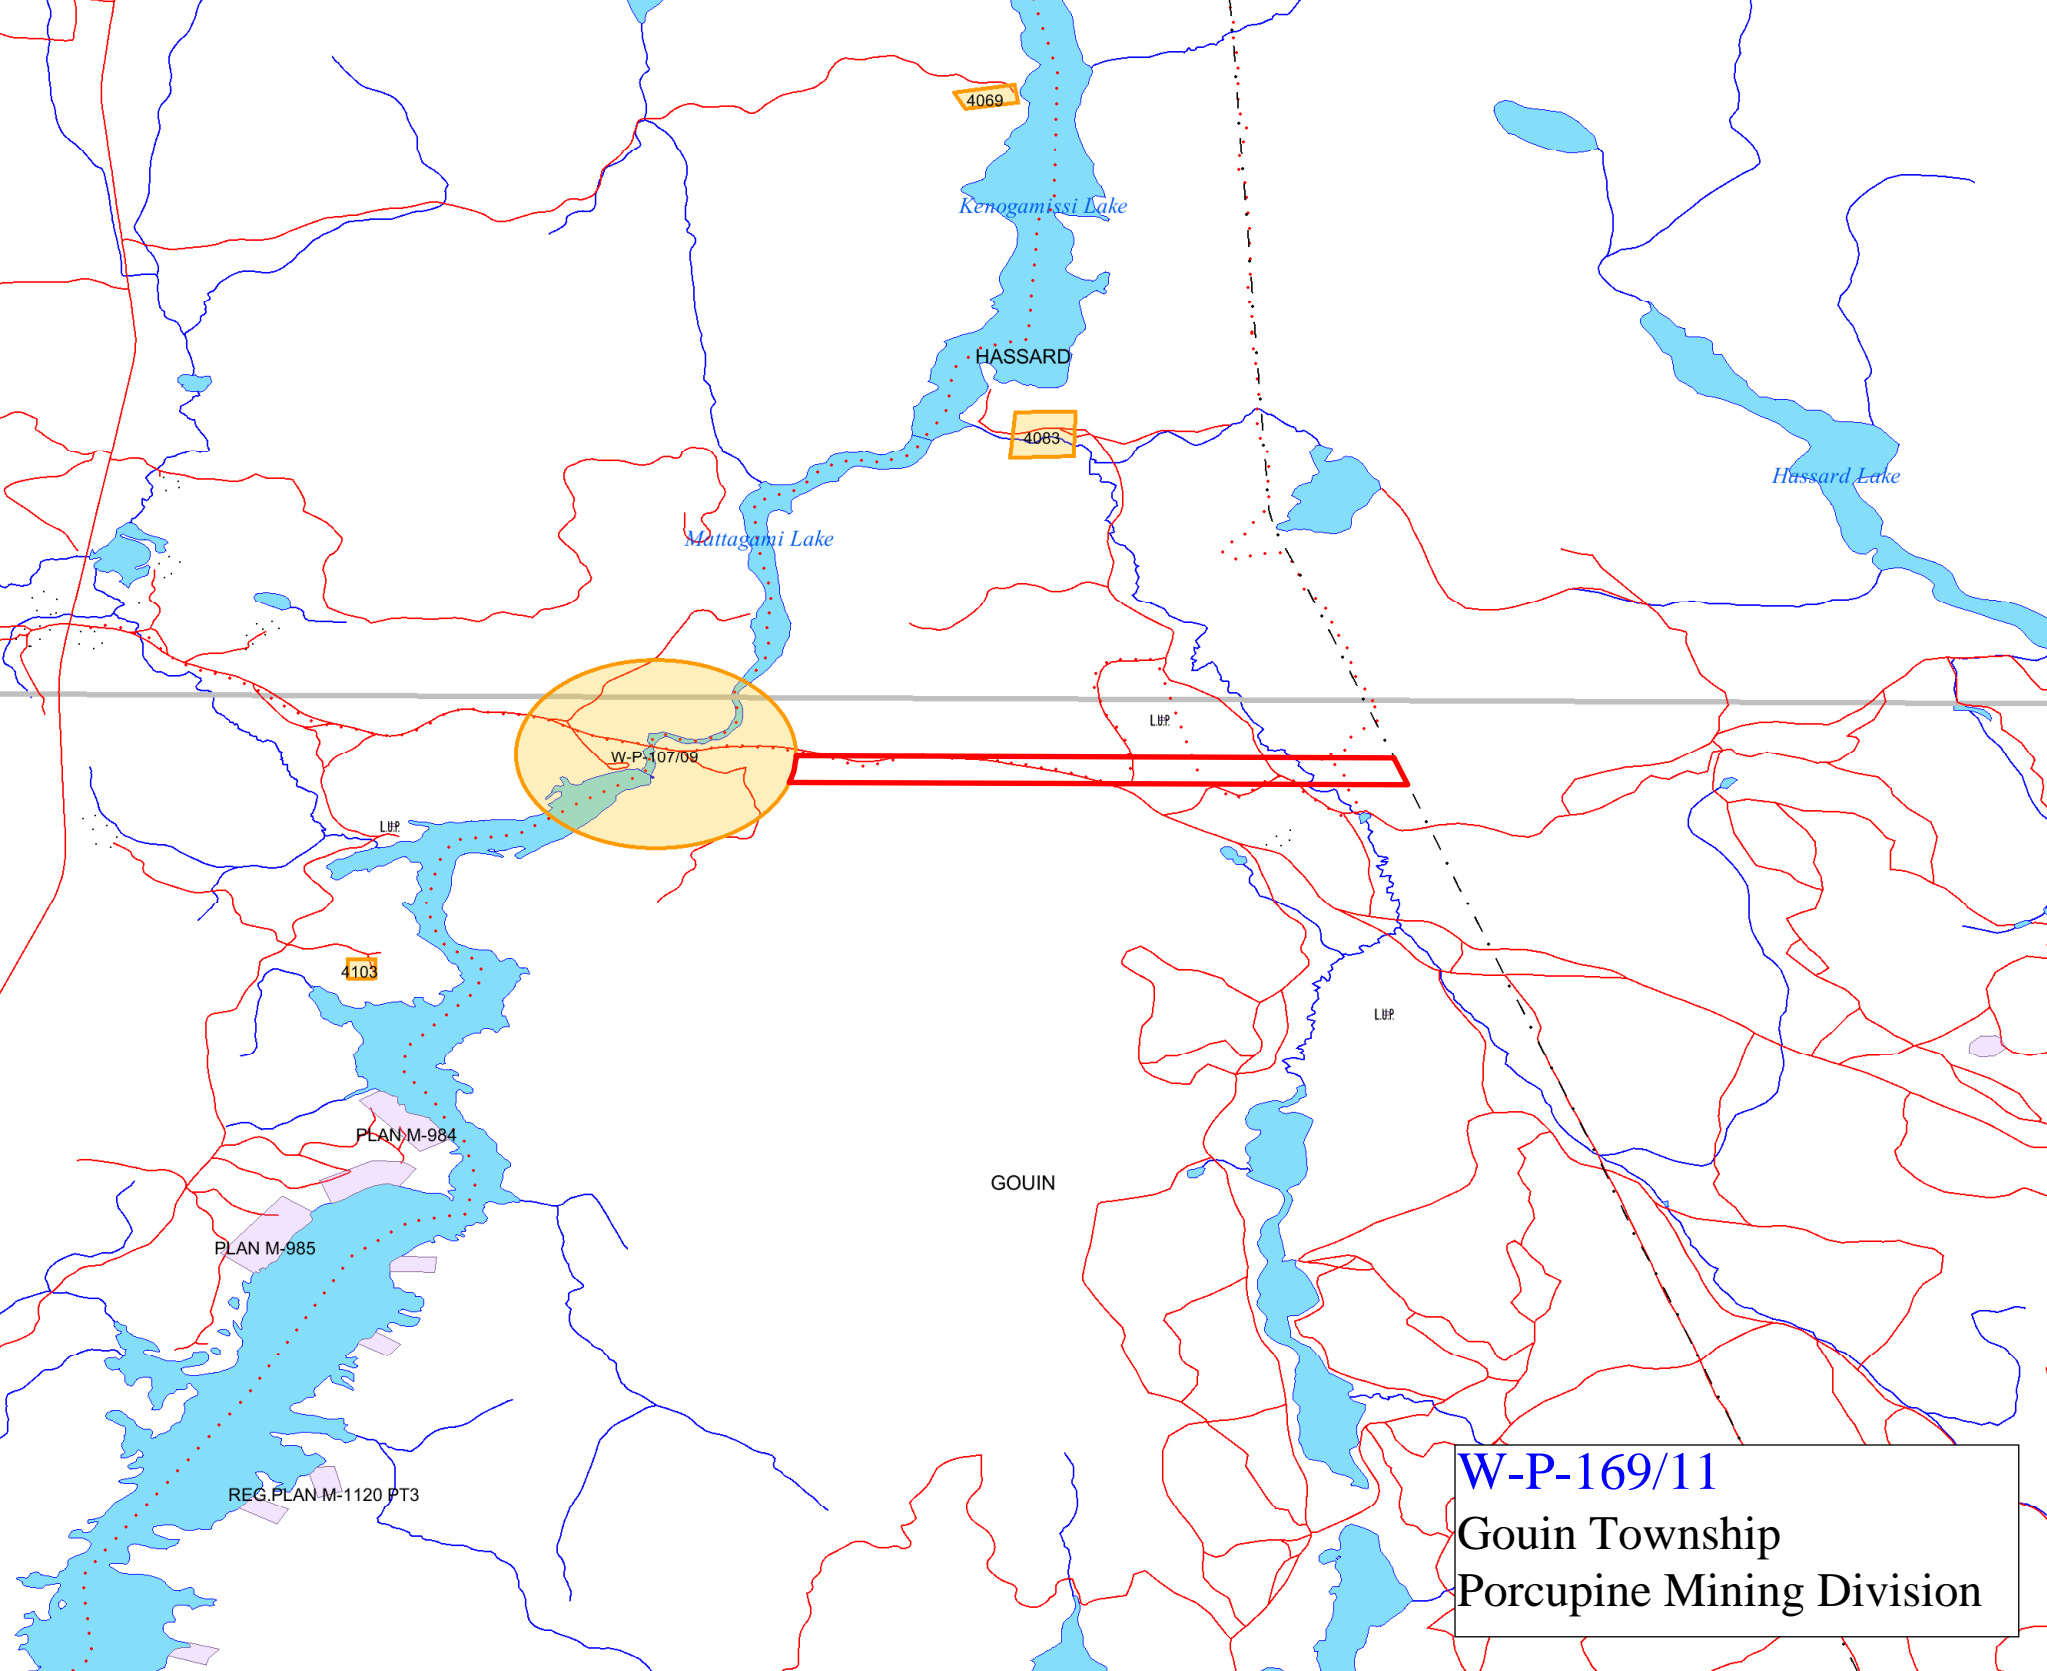 4069
Kenogamissi Lake
HASSARD
4083
Hassard Lake
Mattagami Lake
L.U.P.
W-P-107/09
L.U.P.
4103
L.U.P.
PLAN M-984
GOUIN
PLAN M-985
REG.PLAN M-1120 PT3
W-P-169/11
Gouin Township
Porcupine Mining Division